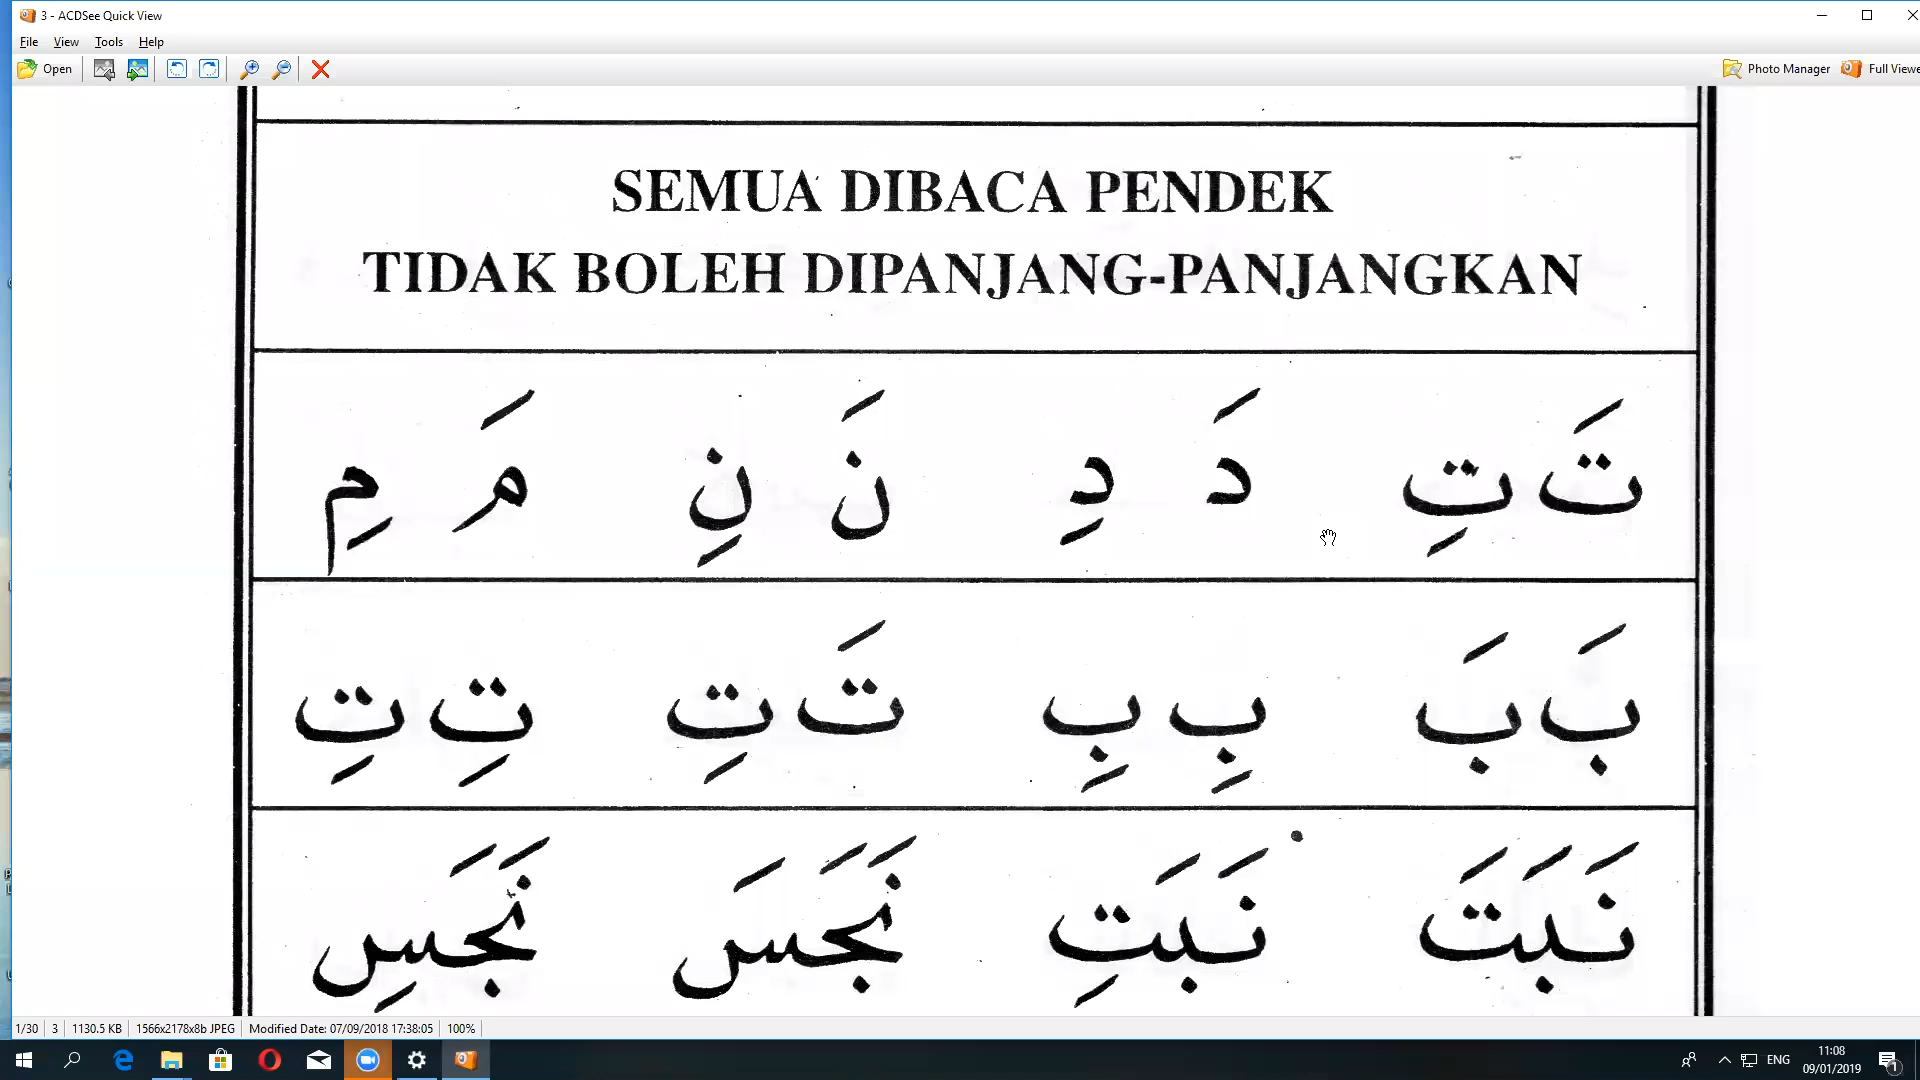 3 - ACDSee Quick View
File View Tools Help
Open Photo Manager Full Viewe
SEMUA DIBACA PENDEK
TIDAK BOLEH DIPANJANG-PANJANGKAN
تَ تِ دَ دِ نَ نِ مَ مِ
بَ بَ بِ بِ تَ تِ تِ تِ
نَبَتَ نَبَتِ نَجَسَ نَجَسِ
1/30 3 1130.5 KB 1566x2178x8b JPEG Modified Date: 07/09/2018 17:38:05 100%
ENG 11:08
09/01/2019 1